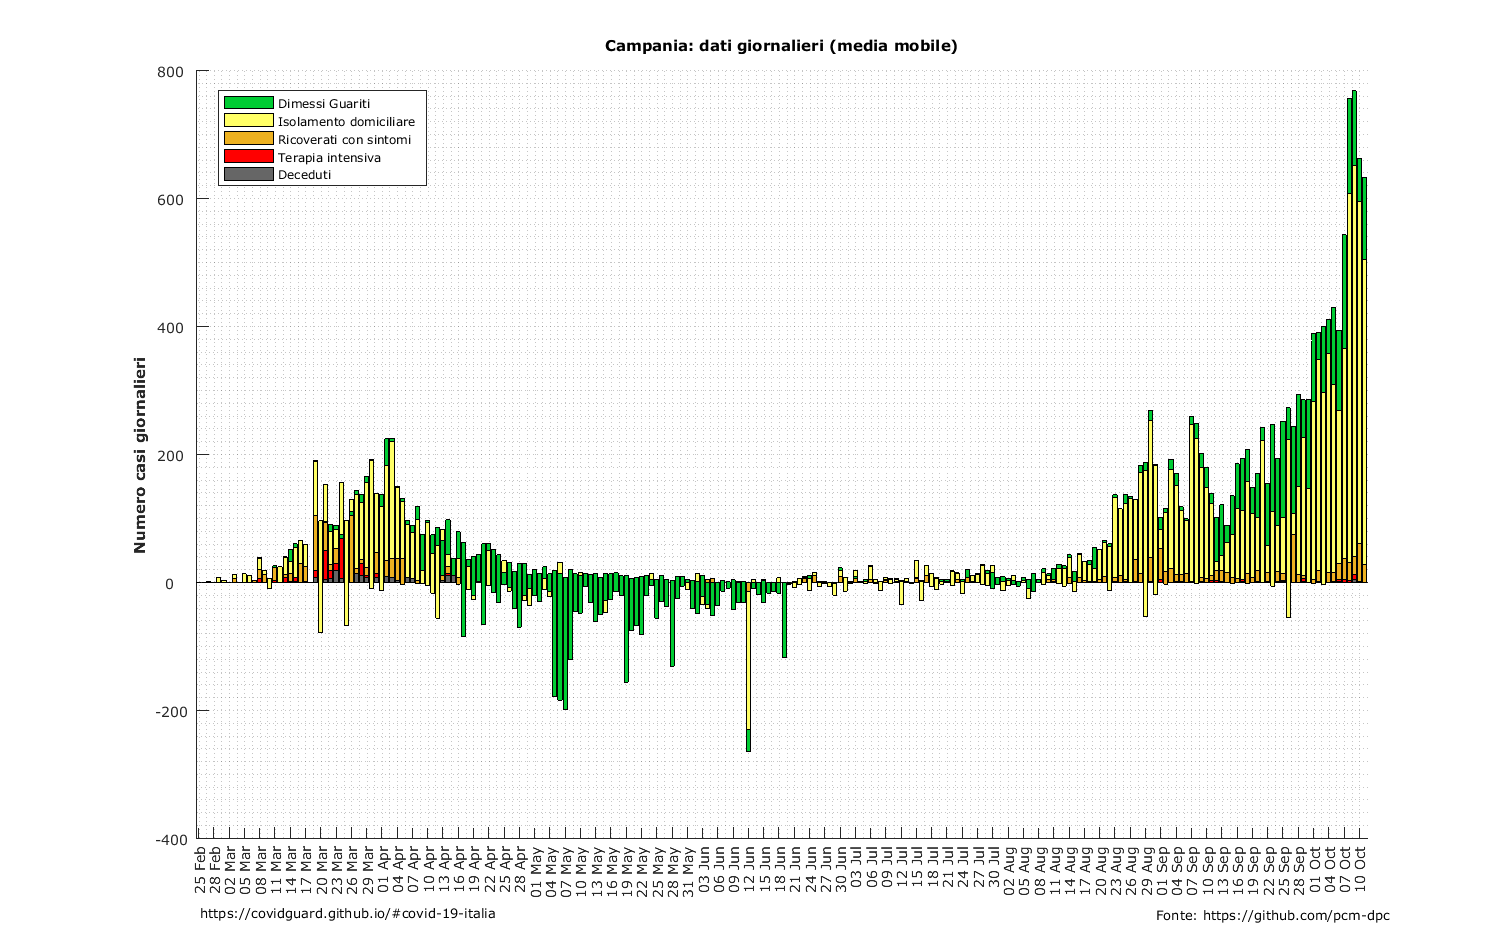 Campania: dati giornalieri (media mobile)
Numero casi giornalieri
800
600
400
200
0
-200
-400
Dimessi Guariti
Isolamento domiciliare
Ricoverati con sintomi
Terapia intensiva
Deceduti
25 Feb
28 Feb
02 Mar
05 Mar
08 Mar
11 Mar
14 Mar
17 Mar
20 Mar
23 Mar
26 Mar
29 Mar
01 Apr
04 Apr
07 Apr
10 Apr
13 Apr
16 Apr
19 Apr
22 Apr
25 Apr
28 Apr
01 May
04 May
07 May
10 May
13 May
16 May
19 May
22 May
25 May
28 May
31 May
03 Jun
06 Jun
09 Jun
12 Jun
15 Jun
18 Jun
21 Jun
24 Jun
27 Jun
30 Jun
03 Jul
06 Jul
09 Jul
12 Jul
15 Jul
18 Jul
21 Jul
24 Jul
27 Jul
30 Jul
02 Aug
05 Aug
08 Aug
11 Aug
14 Aug
17 Aug
20 Aug
23 Aug
26 Aug
29 Aug
01 Sep
04 Sep
07 Sep
10 Sep
13 Sep
16 Sep
19 Sep
22 Sep
25 Sep
28 Sep
01 Oct
04 Oct
07 Oct
10 Oct
https://covidguard.github.io/#covid-19-italia
Fonte: https://github.com/pcm-dpc